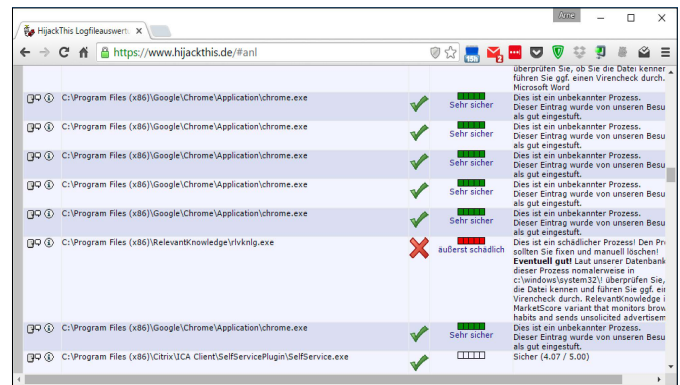 Arne
HijackThis Logfileauswert
https://www.hijackthis.de/#anl
15h
2
überprüfen Sie, ob Sie die Datei kennen
führen Sie ggf. einen Virencheck durch.
Microsoft Word
C:\Program Files (x86)\Google\Chrome\Application\chrome.exe
Sehr sicher
Dies ist ein unbekannter Prozess.
Dieser Eintrag wurde von unseren Besu
als gut eingestuft.
C:\Program Files (x86)\Google\Chrome\Application\chrome.exe
Sehr sicher
Dies ist ein unbekannter Prozess.
Dieser Eintrag wurde von unseren Besu
als gut eingestuft.
C:\Program Files (x86)\Google\Chrome\Application\chrome.exe
Sehr sicher
Dies ist ein unbekannter Prozess.
Dieser Eintrag wurde von unseren Besu
als gut eingestuft.
C:\Program Files (x86)\Google\Chrome\Application\chrome.exe
Sehr sicher
Dies ist ein unbekannter Prozess.
Dieser Eintrag wurde von unseren Besu
als gut eingestuft.
C:\Program Files (x86)\Google\Chrome\Application\chrome.exe
Sehr sicher
Dies ist ein unbekannter Prozess.
Dieser Eintrag wurde von unseren Besu
als gut eingestuft.
C:\Program Files (x86)\RelevantKnowledge\rlvknlg.exe
äußerst schädlich
Dies ist ein schädlicher Prozess! Den Pr
sollten Sie fixen und manuell löschen!
Eventuell gut! Laut unserer Datenbank
dieser Prozess nomalerweise in
c:\windows\system32\! überprüfen Sie,
die Datei kennen und führen Sie ggf. ei
Virencheck durch. RelevantKnowledge i
MarketScore variant that monitors brow
habits and sends unsolicited advertisem
C:\Program Files (x86)\Google\Chrome\Application\chrome.exe
Sehr sicher
Dies ist ein unbekannter Prozess.
Dieser Eintrag wurde von unseren Besu
als gut eingestuft.
C:\Program Files (x86)\Citrix\ICA Client\SelfServicePlugin\SelfService.exe
Sicher (4.07 / 5.00)